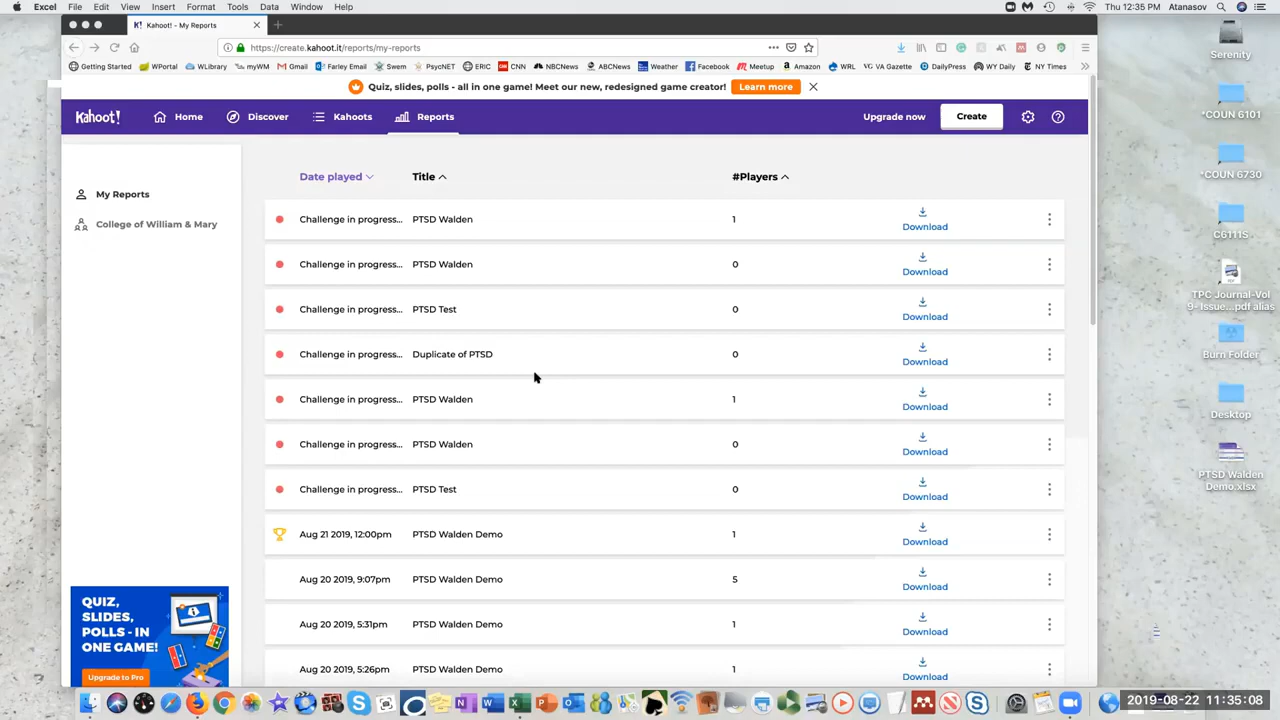 Excel File Edit View Insert Format Tools Data Window Help
Thu 12:35 PM Atanasov
K! Kahoot! - My Reports
https://create.kahoot.it/reports/my-reports
Getting Started WPortal WLibrary myWM Gmail Farley Email Swem PsycNET ERIC CNN NBCNews ABCNews Weather Facebook Meetup Amazon WRL VA Gazette DailyPress WY Daily NY Times
Quiz, slides, polls - all in one game! Meet our new, redesigned game creator! Learn more
Kahoot! Home Discover Kahoots Reports Upgrade now Create
My Reports
College of William & Mary
Date played Title #Players
Challenge in progress... PTSD Walden 1 Download
Challenge in progress... PTSD Walden 0 Download
Challenge in progress... PTSD Test 0 Download
Challenge in progress... Duplicate of PTSD 0 Download
Challenge in progress... PTSD Walden 1 Download
Challenge in progress... PTSD Walden 0 Download
Challenge in progress... PTSD Test 0 Download
Aug 21 2019, 12:00pm PTSD Walden Demo 1 Download
Aug 20 2019, 9:07pm PTSD Walden Demo 5 Download
Aug 20 2019, 5:31pm PTSD Walden Demo 1 Download
Aug 20 2019, 5:26pm PTSD Walden Demo 1 Download
QUIZ,
SLIDES,
POLLS - IN
ONE GAME!
Upgrade to Pro
Serenity
*COUN 6101
*COUN 6730
C6111S
TPC Journal-Vol
9- Issue...pdf alias
Burn Folder
Desktop
PTSD Walden
Demo.xlsx
2019-08-22 11:35:08